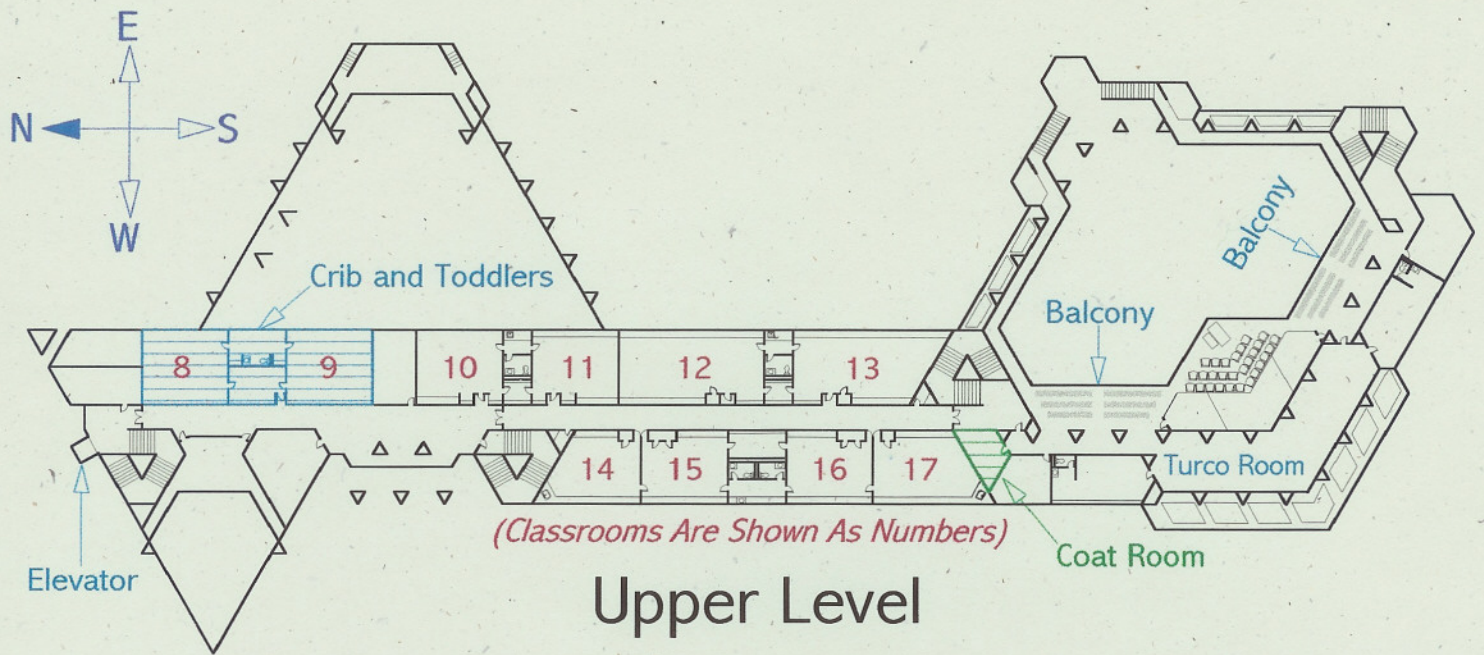 E
N
S
W
Crib and Toddlers
Balcony
Balcony
8
9
10
11
12
13
14
15
16
17
Turco Room
(Classrooms Are Shown As Numbers)
Coat Room
Elevator
Upper Level